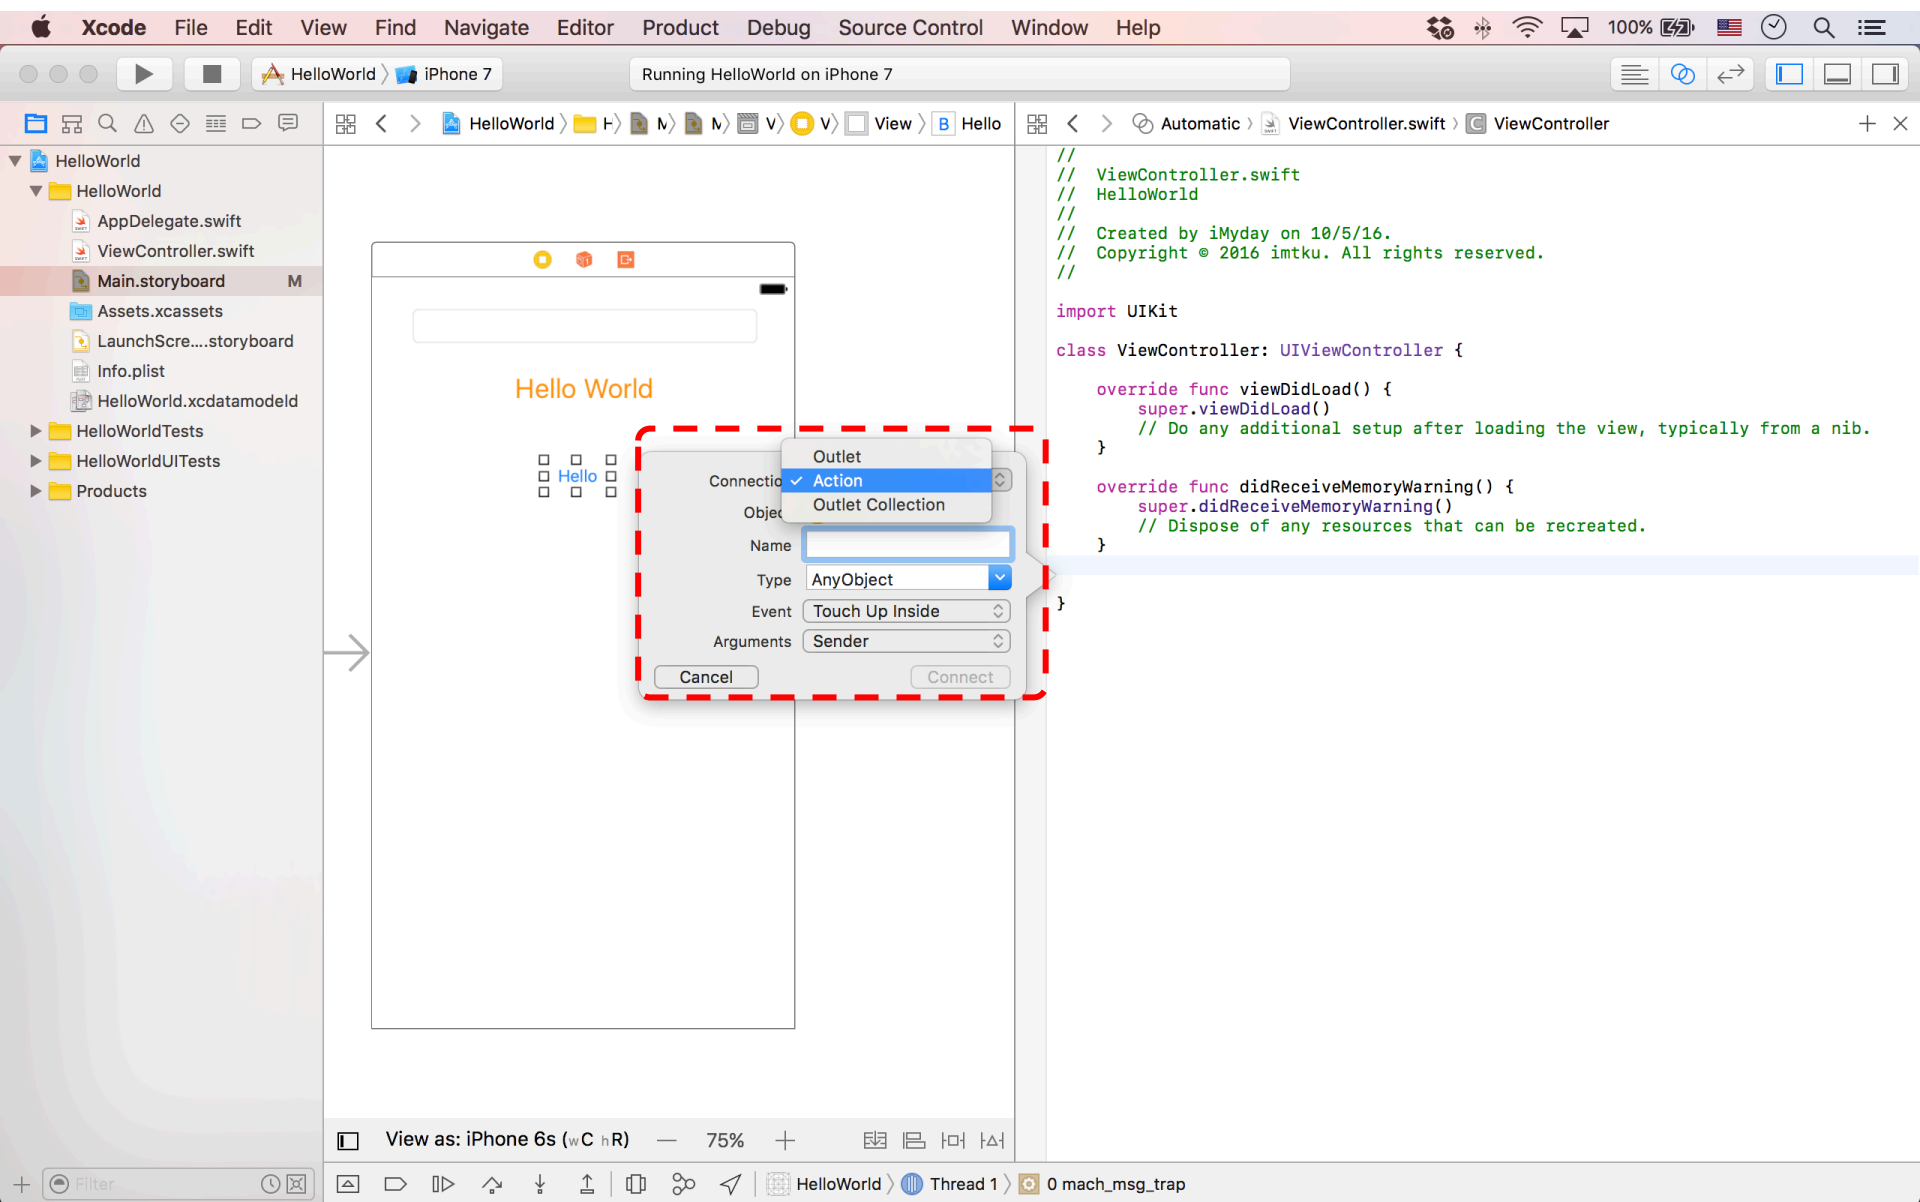 Xcode File Edit View Find Navigate Editor Product Debug Source Control Window Help 100%
HelloWorld iPhone 7 Running HelloWorld on iPhone 7
HelloWorld H M M V V View B Hello
Automatic ViewController.swift C ViewController
HelloWorld
HelloWorld
AppDelegate.swift
ViewController.swift
Main.storyboard M
Assets.xcassets
LaunchScre....storyboard
Info.plist
HelloWorld.xcdatamodeld
HelloWorldTests
HelloWorldUITests
Products
Filter
Hello World
Hello
Outlet
Connectio Action
Outlet Collection
Objec
Name
Type AnyObject
Event Touch Up Inside
Arguments Sender
Cancel Connect
View as: iPhone 6s (wC hR) 75%
//
// ViewController.swift
// HelloWorld
//
// Created by iMyday on 10/5/16.
// Copyright © 2016 imtku. All rights reserved.
//
import UIKit
class ViewController: UIViewController {
override func viewDidLoad() {
super.viewDidLoad()
// Do any additional setup after loading the view, typically from a nib.
}
override func didReceiveMemoryWarning() {
super.didReceiveMemoryWarning()
// Dispose of any resources that can be recreated.
}
}
HelloWorld Thread 1 0 mach_msg_trap